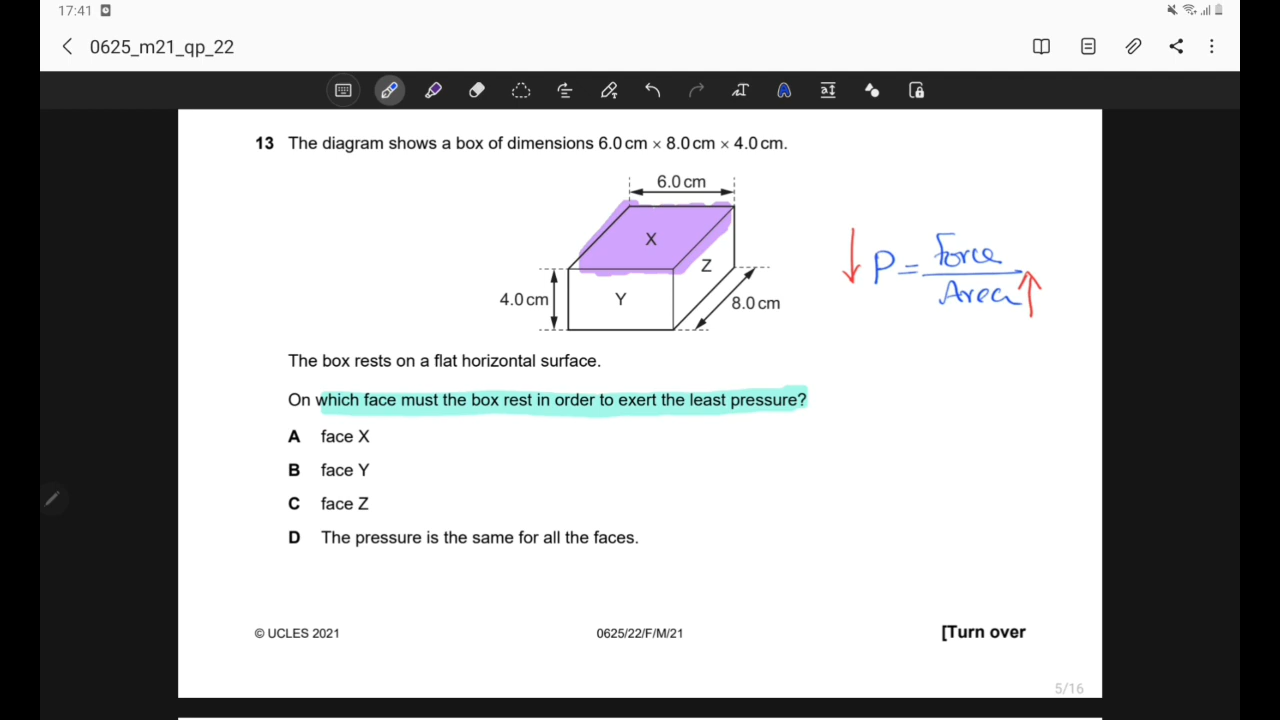 17:41
0625_m21_qp_22
13 The diagram shows a box of dimensions 6.0 cm × 8.0 cm × 4.0 cm.
6.0 cm
X
Z
4.0 cm
Y
8.0 cm
P = Force
Area
The box rests on a flat horizontal surface.
On which face must the box rest in order to exert the least pressure?
A face X
B face Y
C face Z
D The pressure is the same for all the faces.
© UCLES 2021
0625/22/F/M/21
[Turn over
5/16